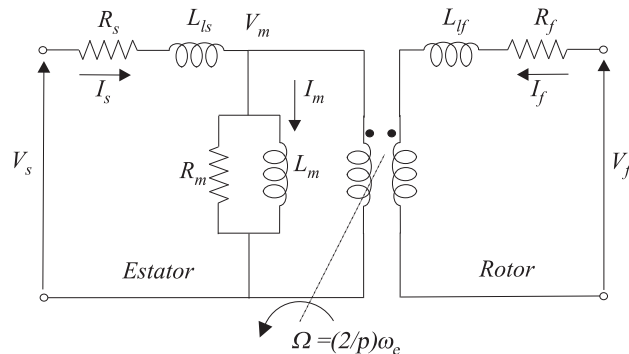 R_s
L_ls
V_m
L_lf
R_f
I_s
I_m
I_f
V_s
R_m
L_m
V_f
Estator
Rotor
Ω=(2/p)ω_e